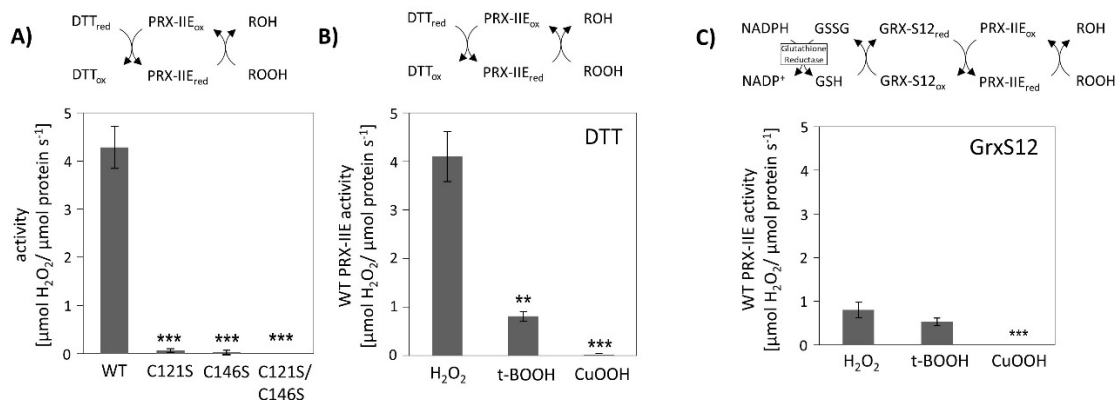 A)
DTTred PRX-IIEox ROH
DTTox PRX-IIEred ROOH
activity
[µmol H2O2/ µmol protein s-1]
5
4
3
2
1
0
*** *** ***
WT C121S C146S C121S/
C146S
B)
DTTred PRX-IIEox ROH
DTTox PRX-IIEred ROOH
WT PRX-IIE activity
[µmol H2O2/ µmol protein s-1]
5
4
3
2
1
0
DTT
**
***
H2O2 t-BOOH CuOOH
C)
NADPH GSSG GRX-S12red PRX-IIEox ROH
Glutathione
Reductase
NADP+ GSH GRX-S12ox PRX-IIEred ROOH
WT PRX-IIE activity
[µmol H2O2/ µmol protein s-1]
5
4
3
2
1
0
GrxS12
***
H2O2 t-BOOH CuOOH